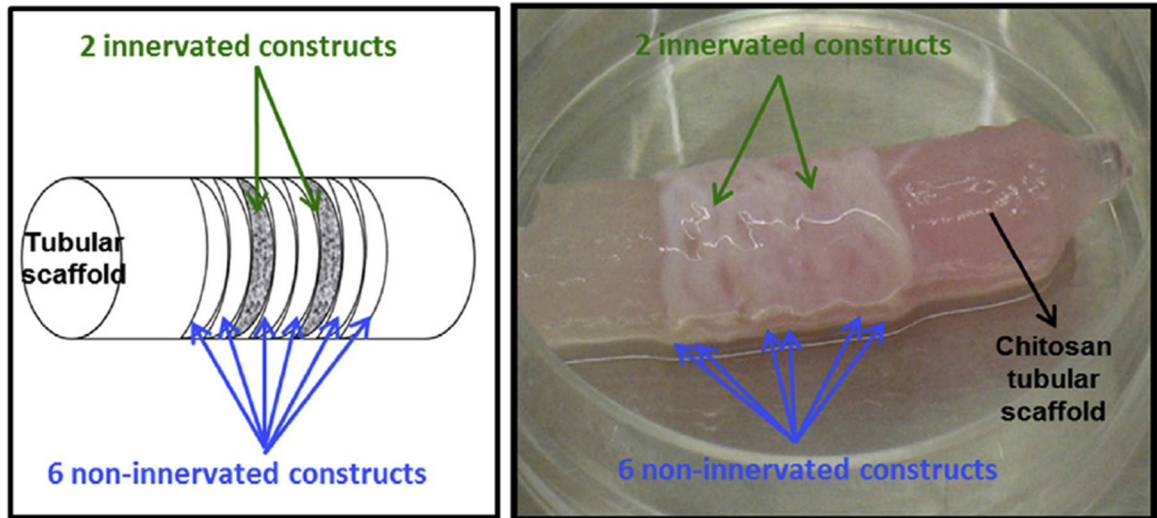 2 innervated constructs
Tubular
scaffold
6 non-innervated constructs
2 innervated constructs
Chitosan
tubular
scaffold
6 non-innervated constructs